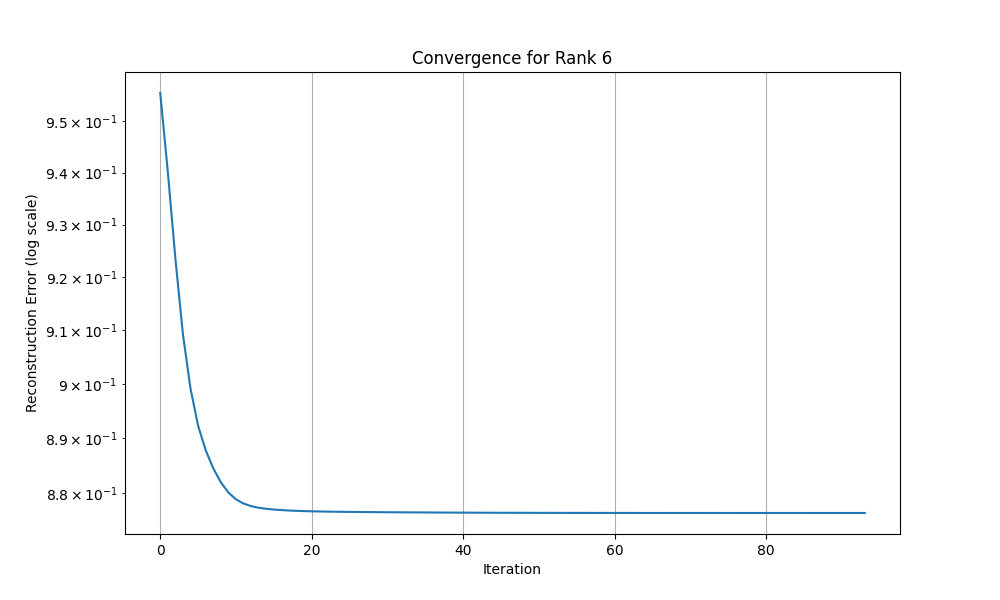 Convergence for Rank 6
Reconstruction Error (log scale)
9.5 × 10⁻¹
9.4 × 10⁻¹
9.3 × 10⁻¹
9.2 × 10⁻¹
9.1 × 10⁻¹
9 × 10⁻¹
8.9 × 10⁻¹
8.8 × 10⁻¹
0 20 40 60 80
Iteration